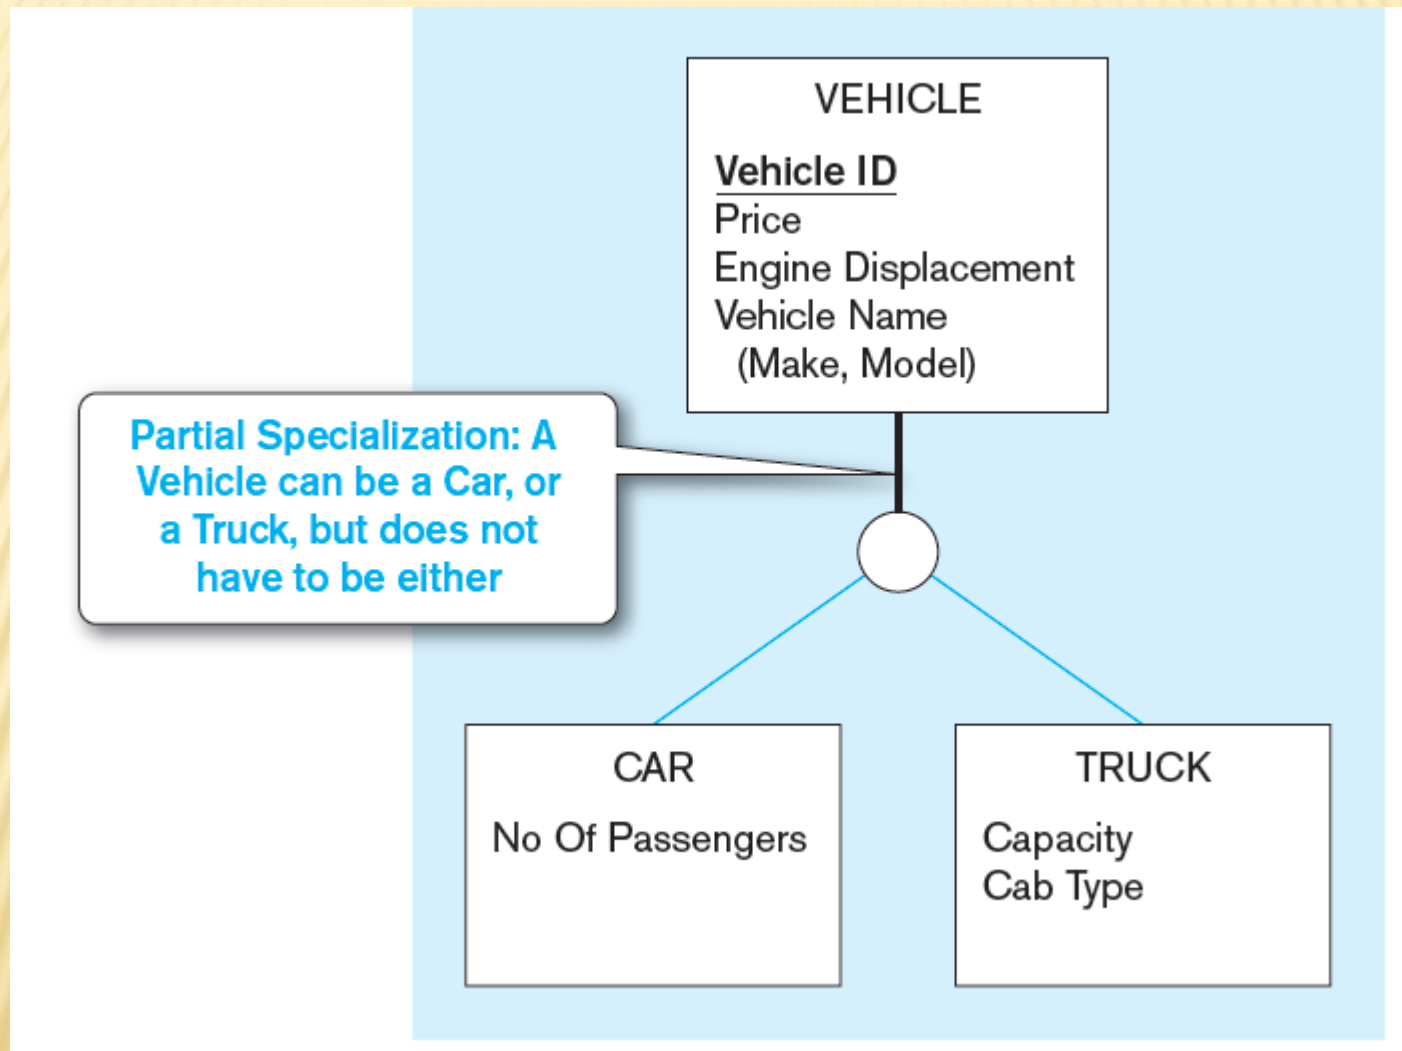 VEHICLE
Vehicle ID
Price
Engine Displacement
Vehicle Name
(Make, Model)
Partial Specialization: A
Vehicle can be a Car, or
a Truck, but does not
have to be either
CAR
No Of Passengers
TRUCK
Capacity
Cab Type